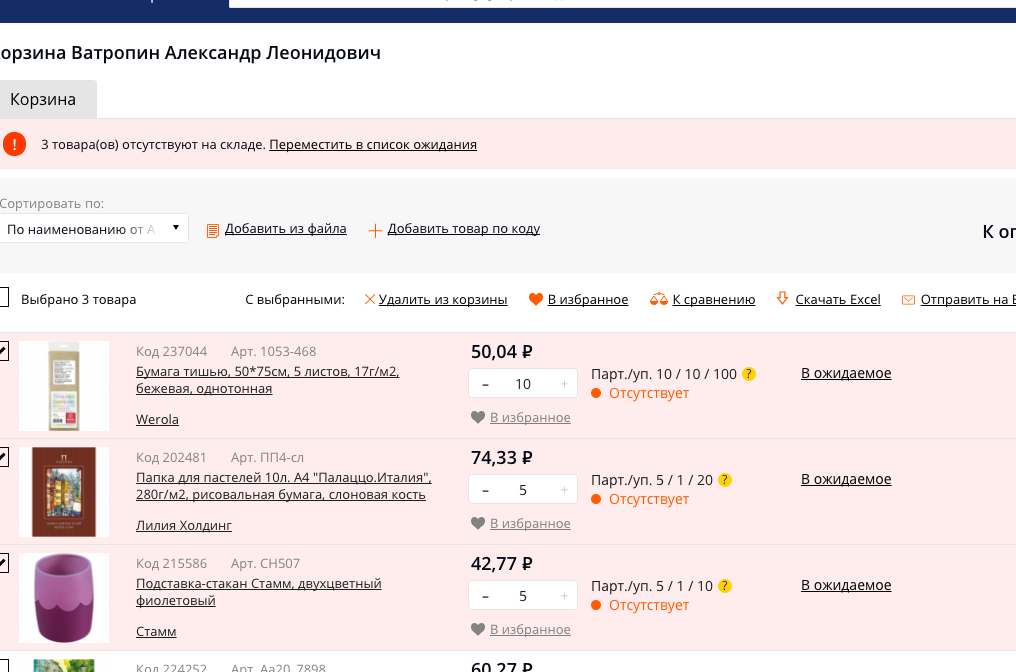 орзина Ватропин Александр Леонидович
Корзина
! 3 товара(ов) отсутствуют на складе. Переместить в список ожидания
Сортировать по:
По наименованию от А
Добавить из файла
Добавить товар по коду
К ог
Выбрано 3 товара
С выбранными:
Удалить из корзины
В избранное
К сравнению
Скачать Excel
Отправить на E
Код 237044 Арт. 1053-468
Бумага тишью, 50*75см, 5 листов, 17г/м2,
бежевая, однотонная
Werola
50,04 ₽
– 10 +
В избранное
Парт./уп. 10 / 10 / 100 ?
Отсутствует
В ожидаемое
Код 202481 Арт. ПП4-сл
Папка для пастелей 10л. А4 "Палаццо.Италия",
280г/м2, рисовальная бумага, слоновая кость
Лилия Холдинг
74,33 ₽
– 5 +
В избранное
Парт./уп. 5 / 1 / 20 ?
Отсутствует
В ожидаемое
Код 215586 Арт. СН507
Подставка-стакан Стамм, двухцветный
фиолетовый
Стамм
42,77 ₽
– 5 +
В избранное
Парт./уп. 5 / 1 / 10 ?
Отсутствует
В ожидаемое
Код 224252 Арт. Аа20_7898
60,27 ₽